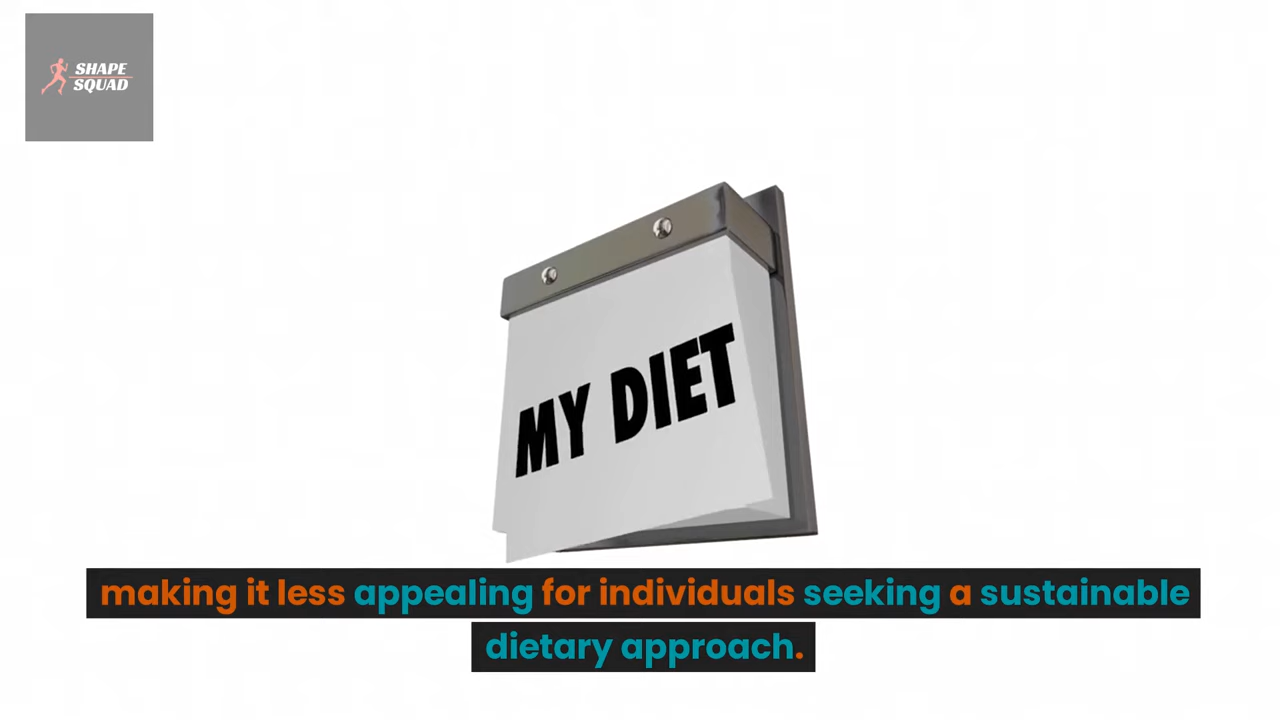 SHAPE
SQUAD
MY DIET
making it less appealing for individuals seeking a sustainable
dietary approach.